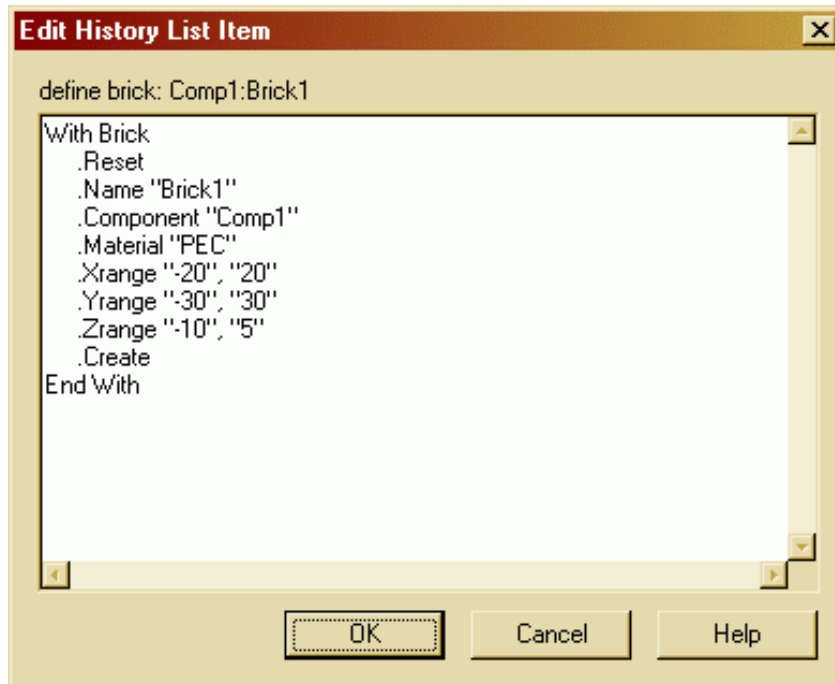 Edit History List Item
define brick: Comp1:Brick1
With Brick
.Reset
.Name "Brick1"
.Component "Comp1"
.Material "PEC"
.Xrange "-20", "20"
.Yrange "-30", "30"
.Zrange "-10", "5"
.Create
End With
OK Cancel Help